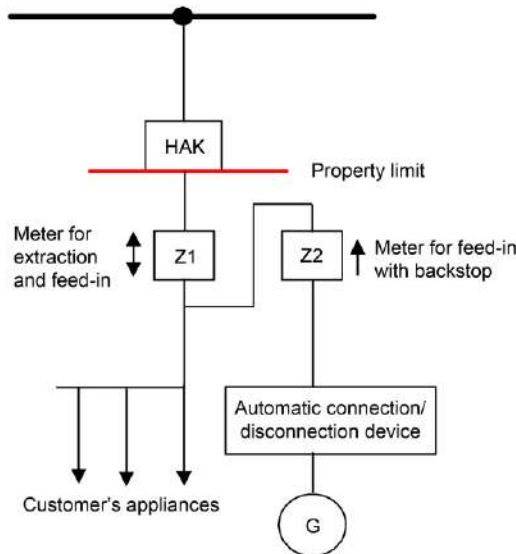 HAK
Property limit
Meter for
extraction
and feed-in
Z1
Z2
Meter for feed-in
with backstop
Automatic connection/
disconnection device
Customer's appliances
G